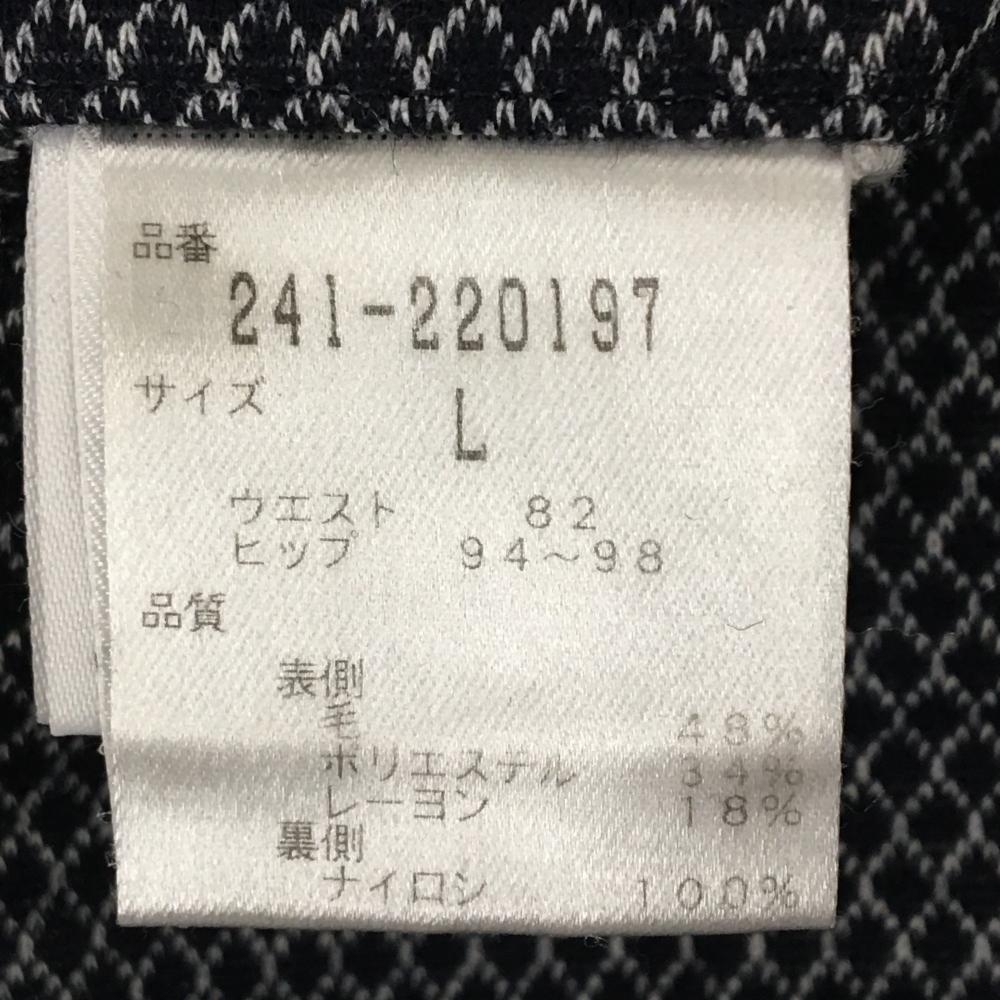 品番
241-220197
サイズ
L
ウエスト 82
ヒップ 94～98
品質
表側
毛 48%
ポリエステル 34%
レーヨン 18%
裏側
ナイロン 100%